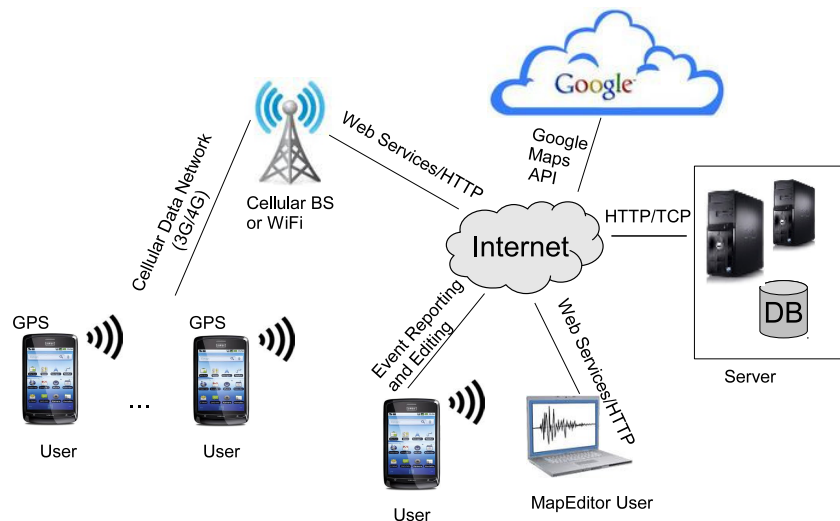 Google
Web Services/HTTP
Google
Maps
API
Cellular Data Network
(3G/4G)
Cellular BS
or WiFi
HTTP/TCP
Internet
DB
Server
GPS
GPS
Event Reporting
and Editing
Web Services/HTTP
...
User
User
User
MapEditor User